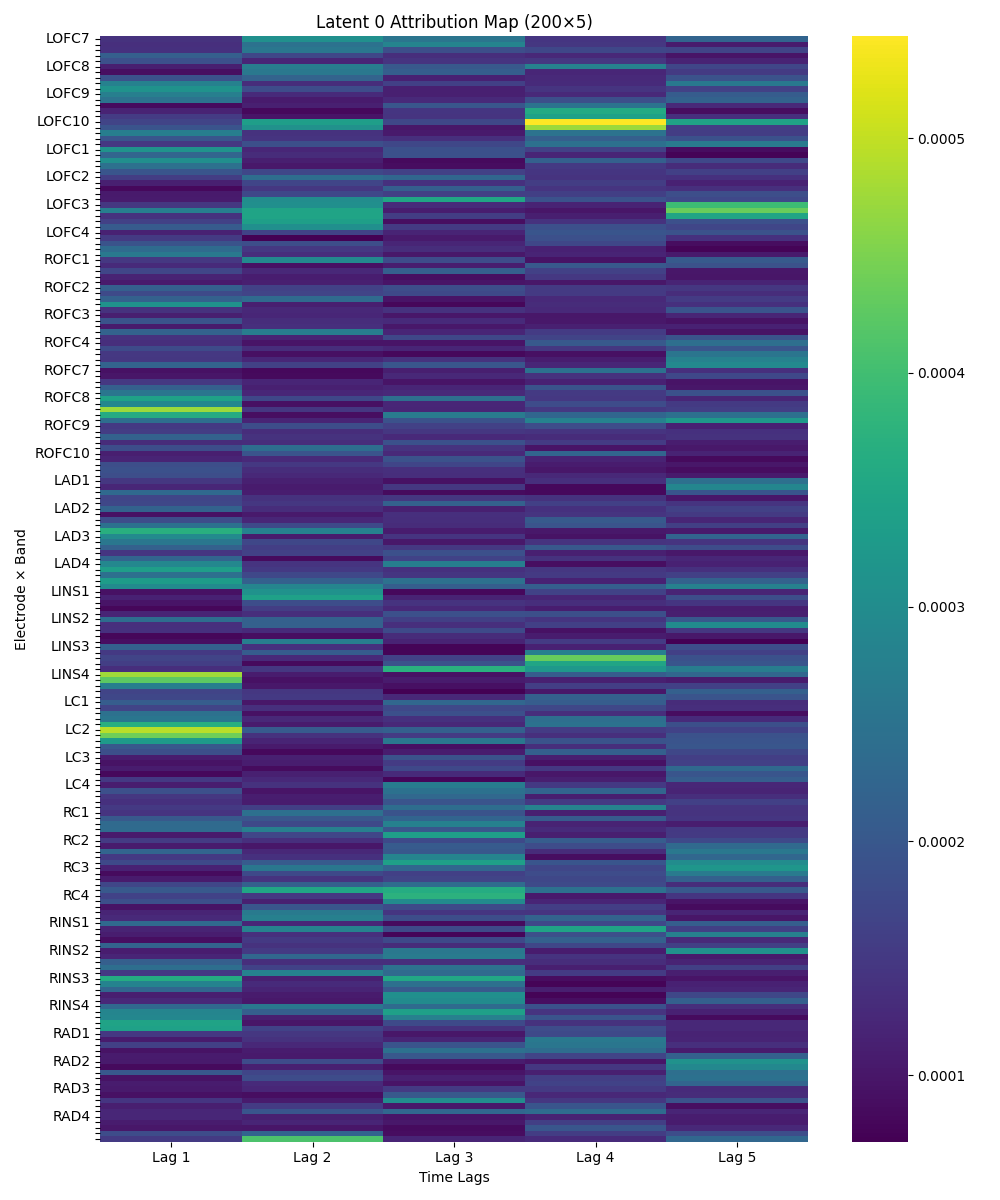 Latent 0 Attribution Map (200×5)
LOFC7
LOFC8
LOFC9
LOFC10
LOFC1
LOFC2
LOFC3
LOFC4
ROFC1
ROFC2
ROFC3
ROFC4
ROFC7
ROFC8
ROFC9
ROFC10
LAD1
LAD2
LAD3
LAD4
LINS1
LINS2
LINS3
LINS4
LC1
LC2
LC3
LC4
RC1
RC2
RC3
RC4
RINS1
RINS2
RINS3
RINS4
RAD1
RAD2
RAD3
RAD4
Electrode × Band
Lag 1 Lag 2 Lag 3 Lag 4 Lag 5
Time Lags
0.0005
0.0004
0.0003
0.0002
0.0001